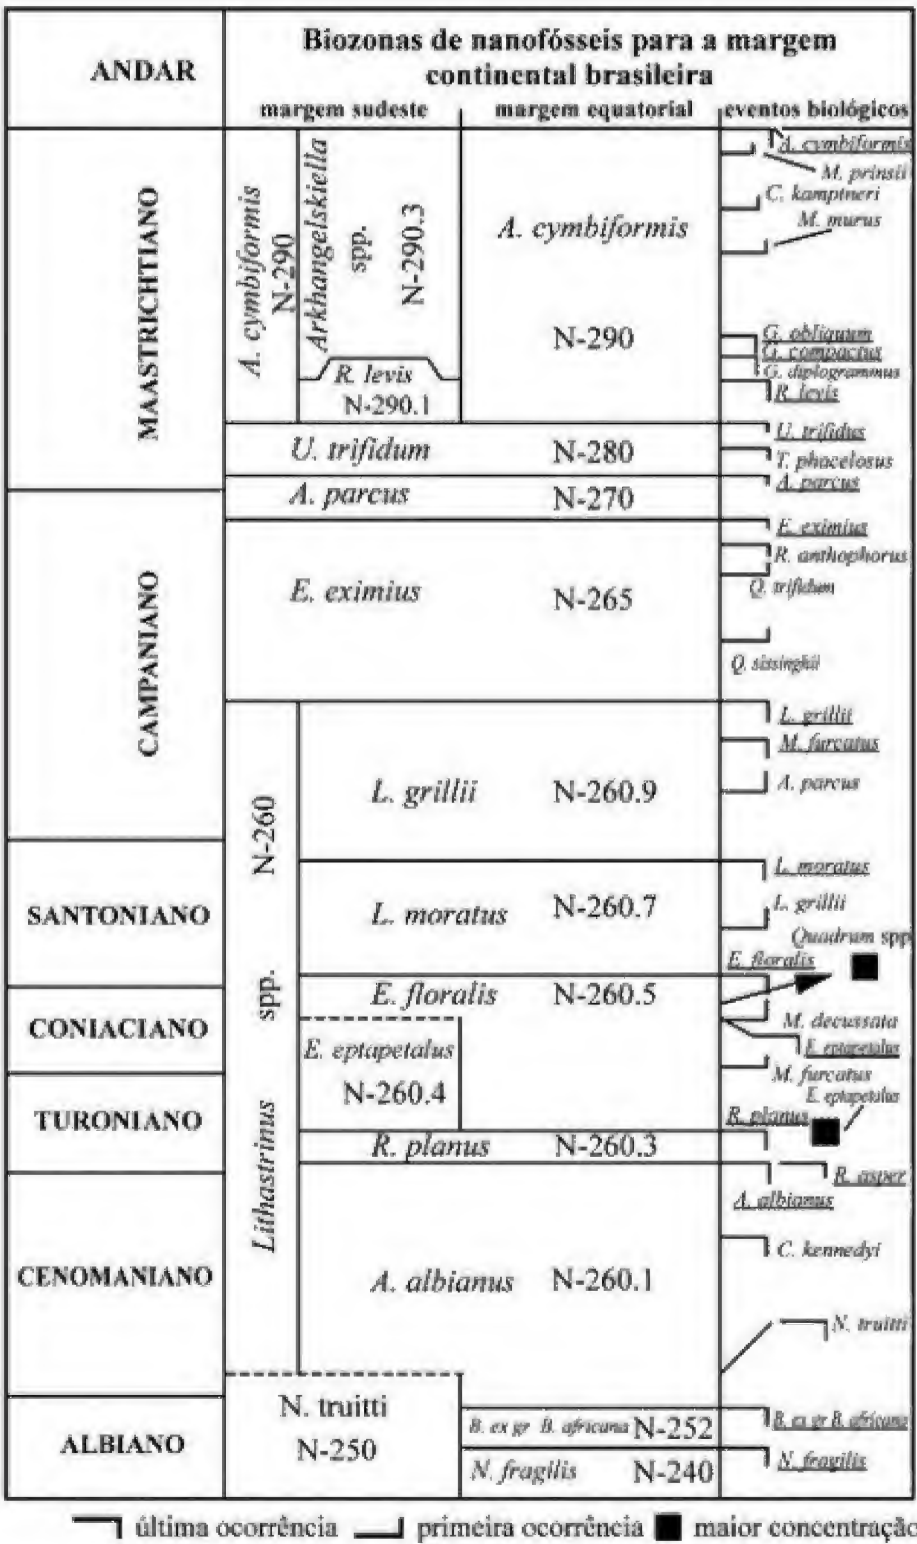 ANDAR
Biozonas de nanofósseis para a margem
continental brasileira
margem sudeste
margem equatorial
eventos biológicos
MAASTRICHTIANO
CAMPANIANO
SANTONIANO
CONIACIANO
TURONIANO
CENOMANIANO
ALBIANO
A. cymbiformis
N-290
Arkhangelskiella
spp.
N-290.3
R. levis
N-290.1
A. cymbiformis
N-290
U. trifidum N-280
A. parcus N-270
E. eximius N-265
Lithastrinus spp. N-260
L. grillii N-260.9
L. moratus N-260.7
E. floralis N-260.5
E. eptapetalus
N-260.4
R. planus N-260.3
A. albianus N-260.1
N. truitti
N-250
B. ex gr B. africana N-252
N. fragilis N-240
A. cymbiformis
M. prinsii
C. kamptneri
M. murus
G. obliquum
G. compactus
G. diplogrammus
R. levis
U. trifidus
T. phacelosus
A. parcus
E. eximius
R. anthophorus
Q. trifidum
Q. sissinghii
L. grillii
M. furcatus
A. parcus
L. moratus
L. grillii
Quadrum spp
E. floralis
M. decussata
E. eptapetalus
M. furcatus
E. eptapetalus
R. planus
R. asper
A. albianus
C. kennedyi
N. truitti
B. ex gr B. africana
N. fragilis
última ocorrência primeira ocorrência maior concentração